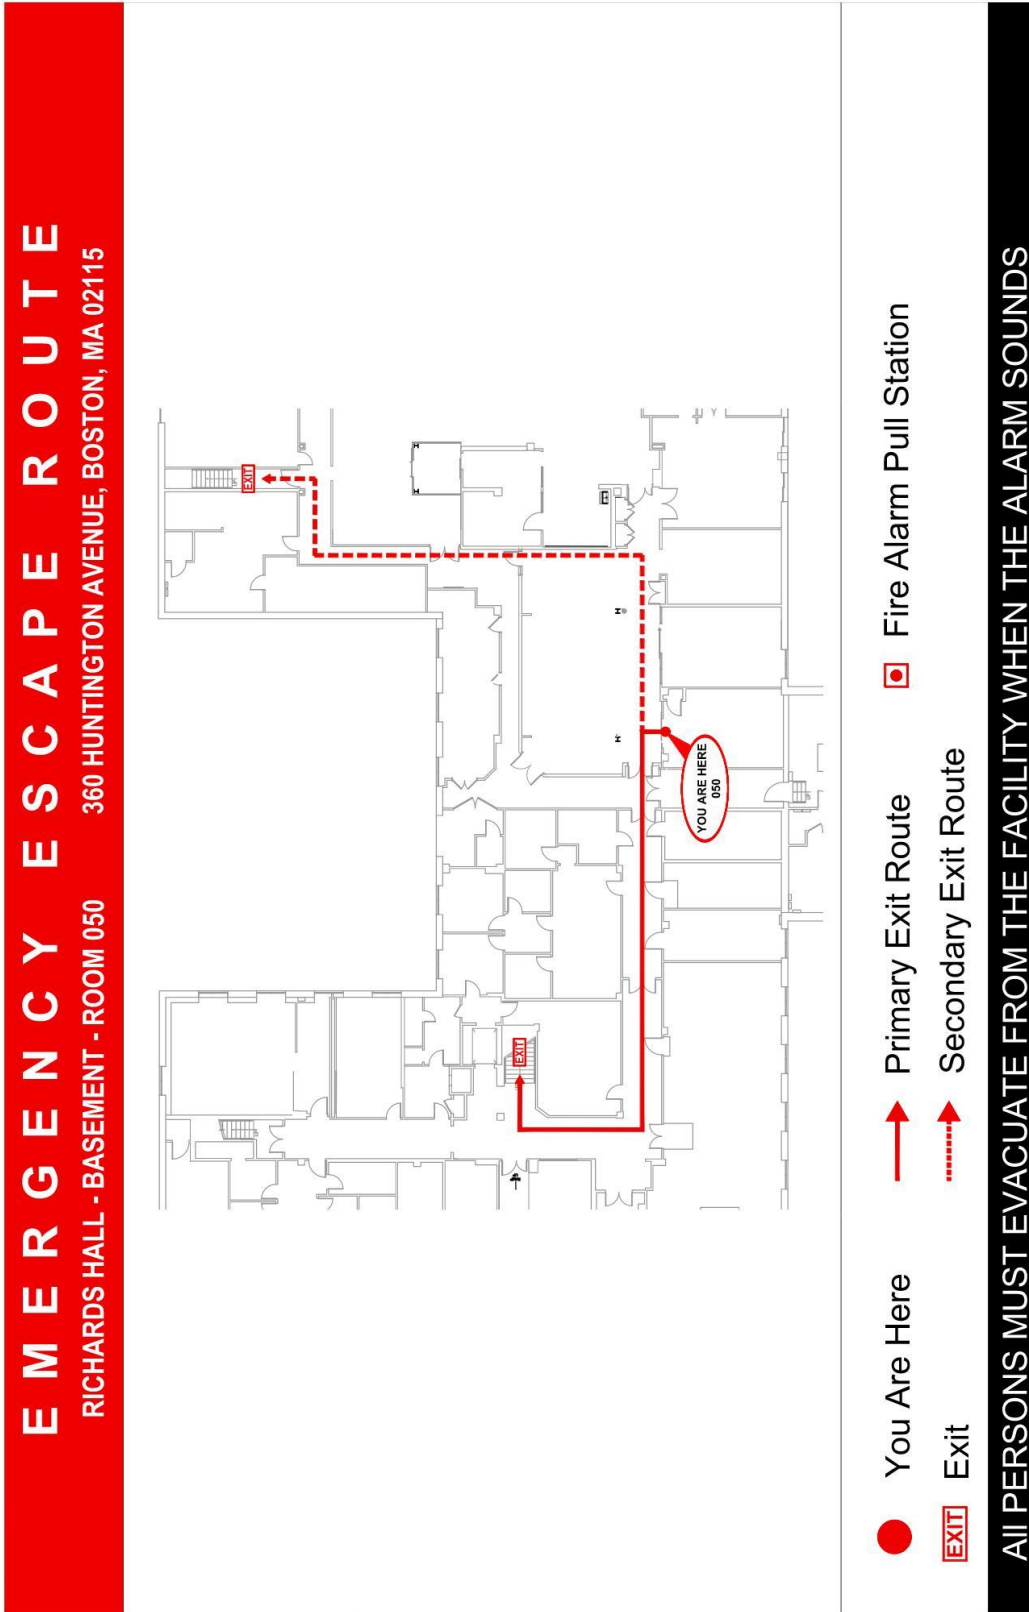 EMERGENCY ESCAPE ROUTE
RICHARDS HALL - BASEMENT - ROOM 050 360 HUNTINGTON AVENUE, BOSTON, MA 02115
EXIT
EXIT
YOU ARE HERE
050
You Are Here
Primary Exit Route
Fire Alarm Pull Station
EXIT Exit
Secondary Exit Route
All PERSONS MUST EVACUATE FROM THE FACILITY WHEN THE ALARM SOUNDS